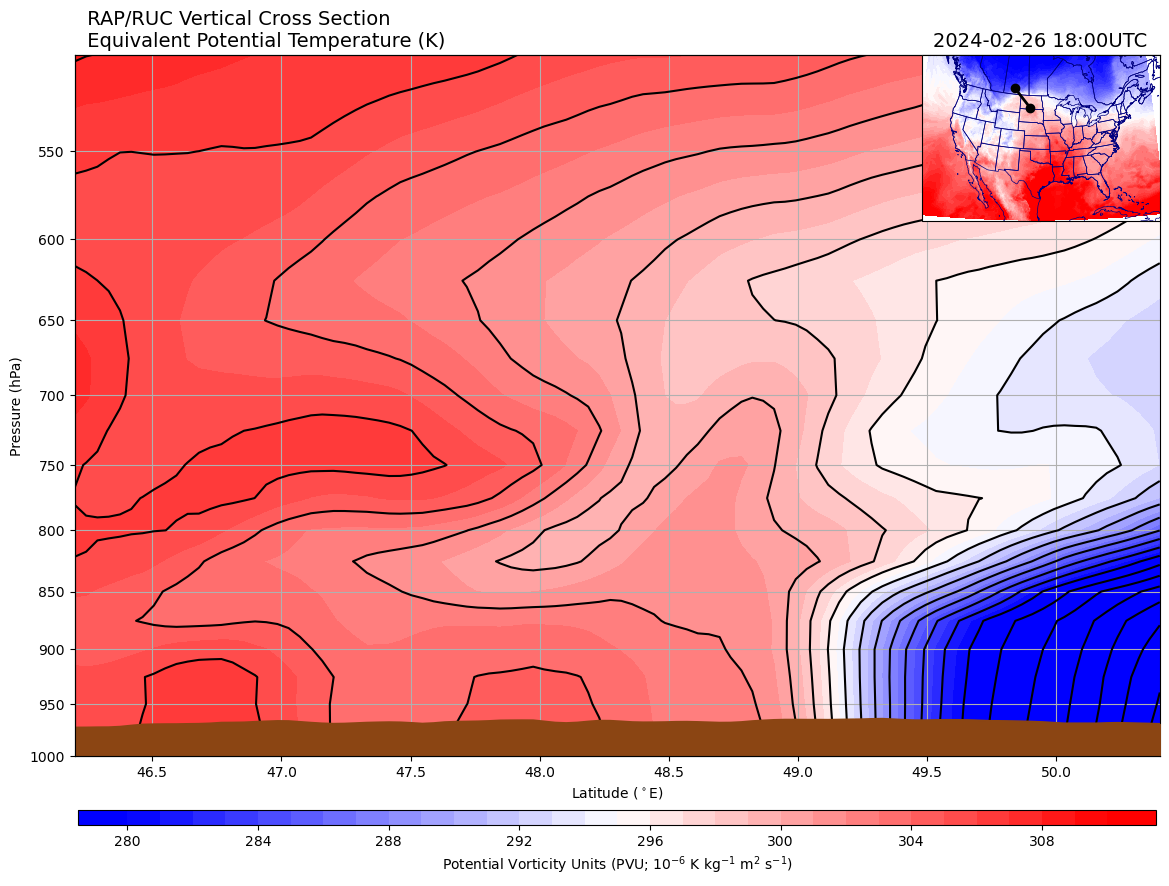 RAP/RUC Vertical Cross Section
Equivalent Potential Temperature (K)
2024-02-26 18:00UTC
Pressure (hPa)
550
600
650
700
750
800
850
900
950
1000
46.5 47.0 47.5 48.0 48.5 49.0 49.5 50.0
Latitude (˚E)
280 284 288 292 296 300 304 308
Potential Vorticity Units (PVU; 10⁻⁶ K kg⁻¹ m² s⁻¹)